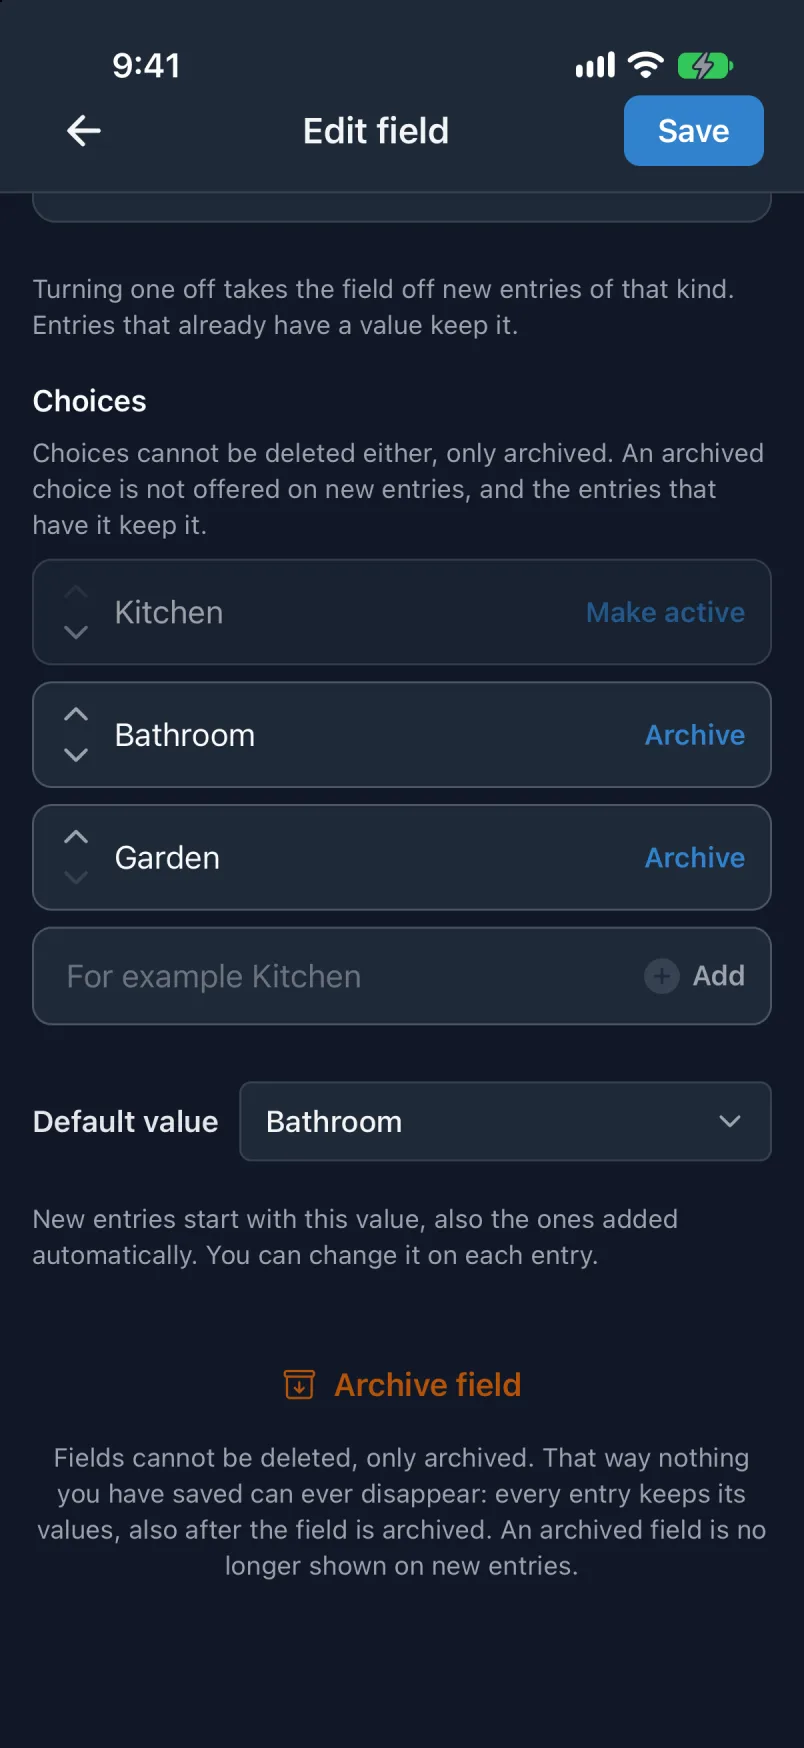 9:41
Edit field
Save
Turning one off takes the field off new entries of that kind.
Entries that already have a value keep it.
Choices
Choices cannot be deleted either, only archived. An archived
choice is not offered on new entries, and the entries that
have it keep it.
Kitchen
Make active
Bathroom
Archive
Garden
Archive
For example Kitchen
Add
Default value
Bathroom
New entries start with this value, also the ones added
automatically. You can change it on each entry.
Archive field
Fields cannot be deleted, only archived. That way nothing
you have saved can ever disappear: every entry keeps its
values, also after the field is archived. An archived field is no
longer shown on new entries.